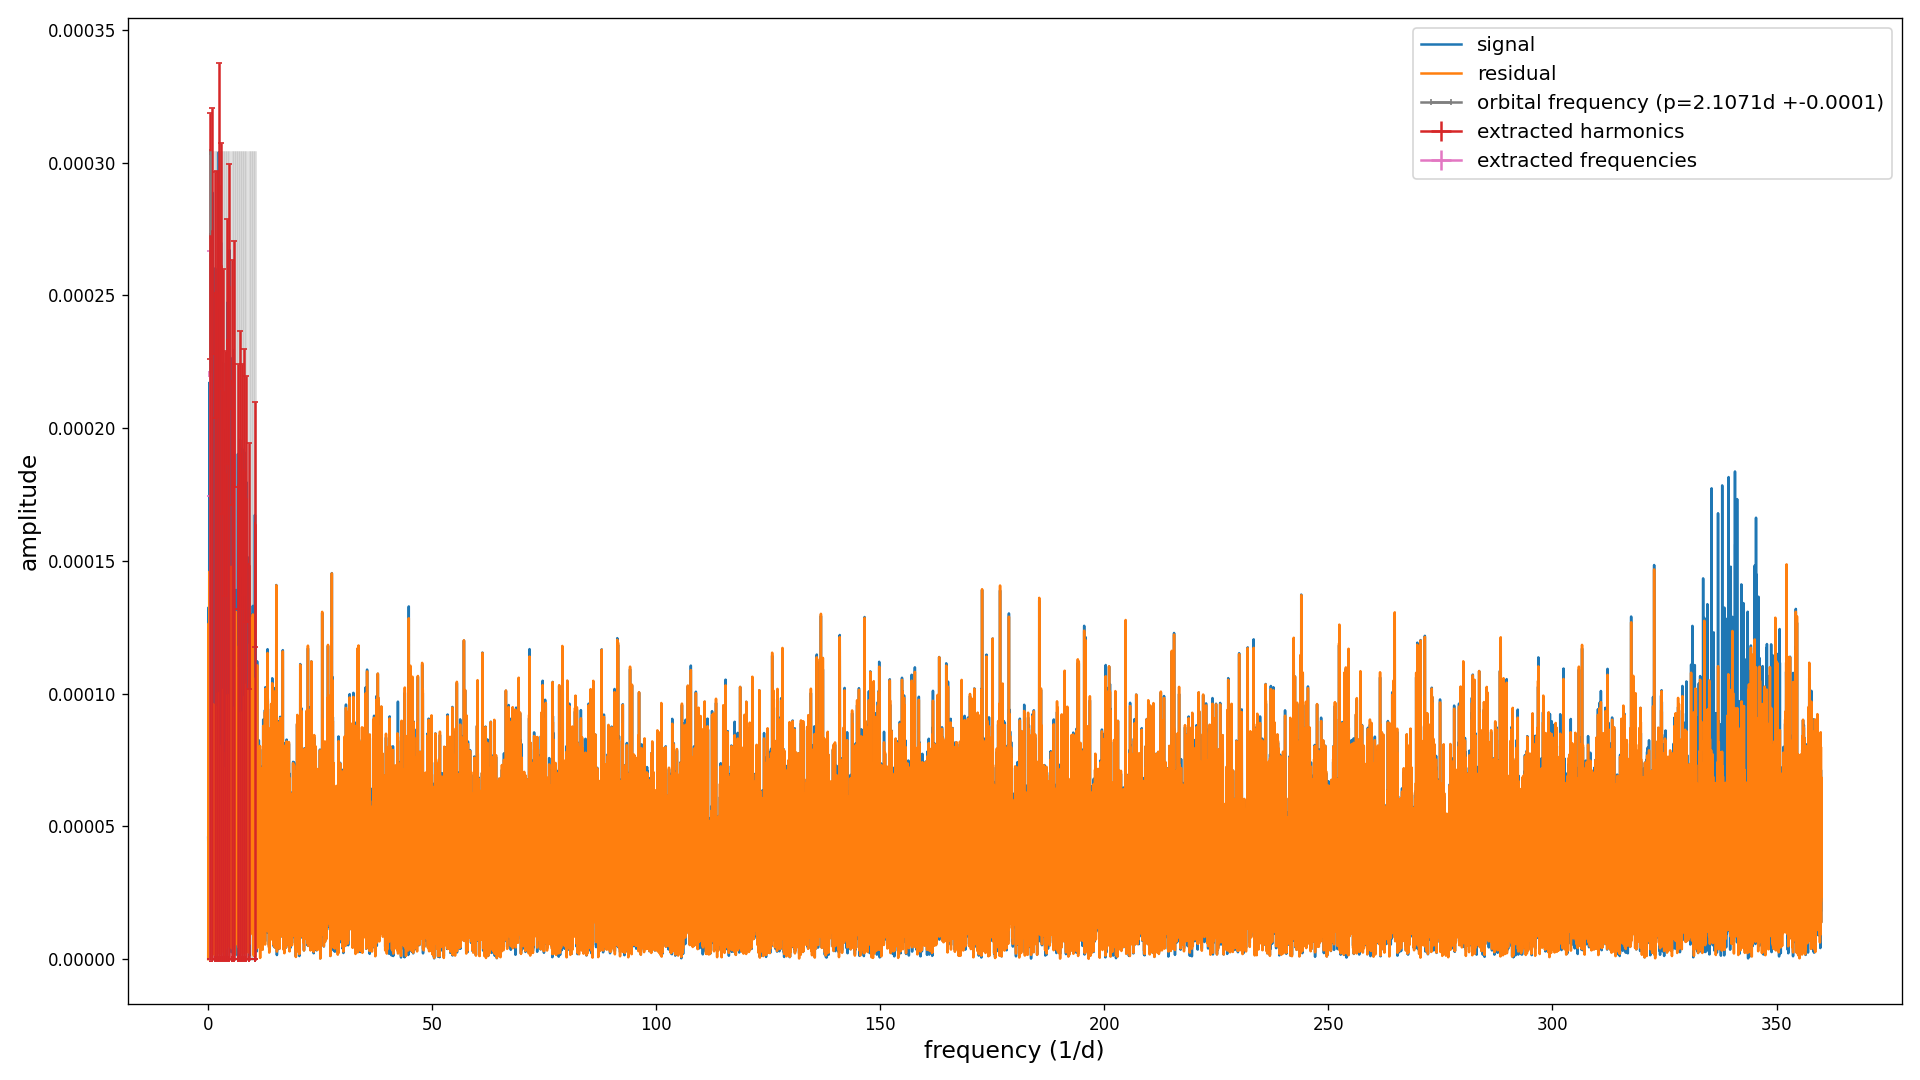 0.00035
0.00030
0.00025
0.00020
0.00015
0.00010
0.00005
0.00000
amplitude
0
50
100
150
200
250
300
350
frequency (1/d)
signal
residual
orbital frequency (p=2.1071d +-0.0001)
extracted harmonics
extracted frequencies